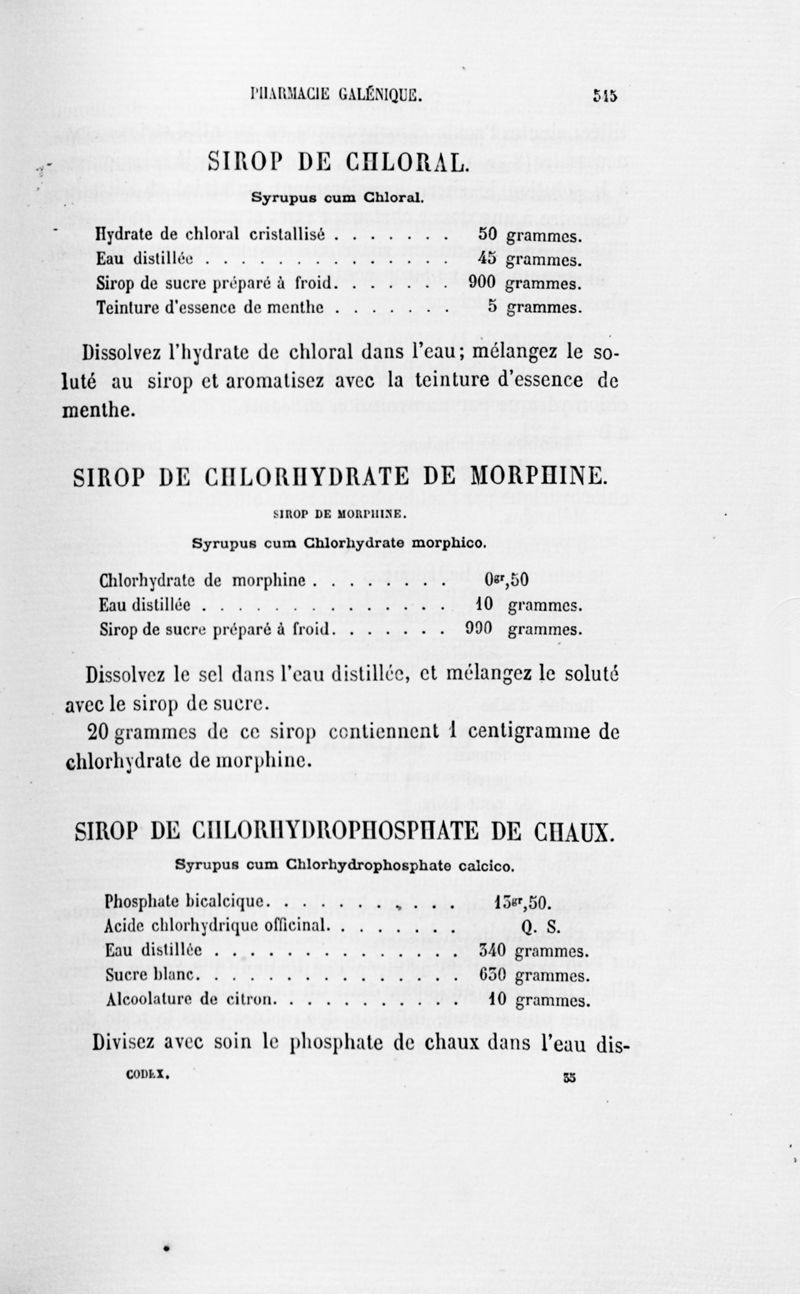 PHARMACIE GALÉNIQUE. 545
SIROP DE CHLORAL.
Syrupus cum Chloral.
Hydrate de chloral cristallisé . . . . . . . 50 grammes.
Eau distillée . . . . . . . . . . . . . 45 grammes.
Sirop de sucre préparé à froid. . . . . . . 900 grammes.
Teinture d'essence de menthe . . . . . . . 5 grammes.
Dissolvez l'hydrate de chloral dans l'eau; mélangez le so-
luté au sirop et aromatisez avec la teinture d'essence de
menthe.
SIROP DE CHLORHYDRATE DE MORPHINE.
SIROP DE MORPHINE.
Syrupus cum Chlorhydrate morphico.
Chlorhydrate de morphine . . . . . . . . 0gr,50
Eau distillée . . . . . . . . . . . . . 10 grammes.
Sirop de sucre préparé à froid. . . . . . . 990 grammes.
Dissolvez le sel dans l'eau distillée, et mélangez le soluté
avec le sirop de sucre.
20 grammes de ce sirop contiennent 1 centigramme de
chlorhydrate de morphine.
SIROP DE CHLORHYDROPHOSPHATE DE CHAUX.
Syrupus cum Chlorhydrophosphate calcico.
Phosphate bicalcique. . . . . . . . . . . 13gr,50.
Acide chlorhydrique officinal. . . . . . . . Q. S.
Eau distillée . . . . . . . . . . . . . . 340 grammes.
Sucre blanc. . . . . . . . . . . . . . . 630 grammes.
Alcoolature de citron. . . . . . . . . . . 10 grammes.
Divisez avec soin le phosphate de chaux dans l'eau dis-
CODEX. 35